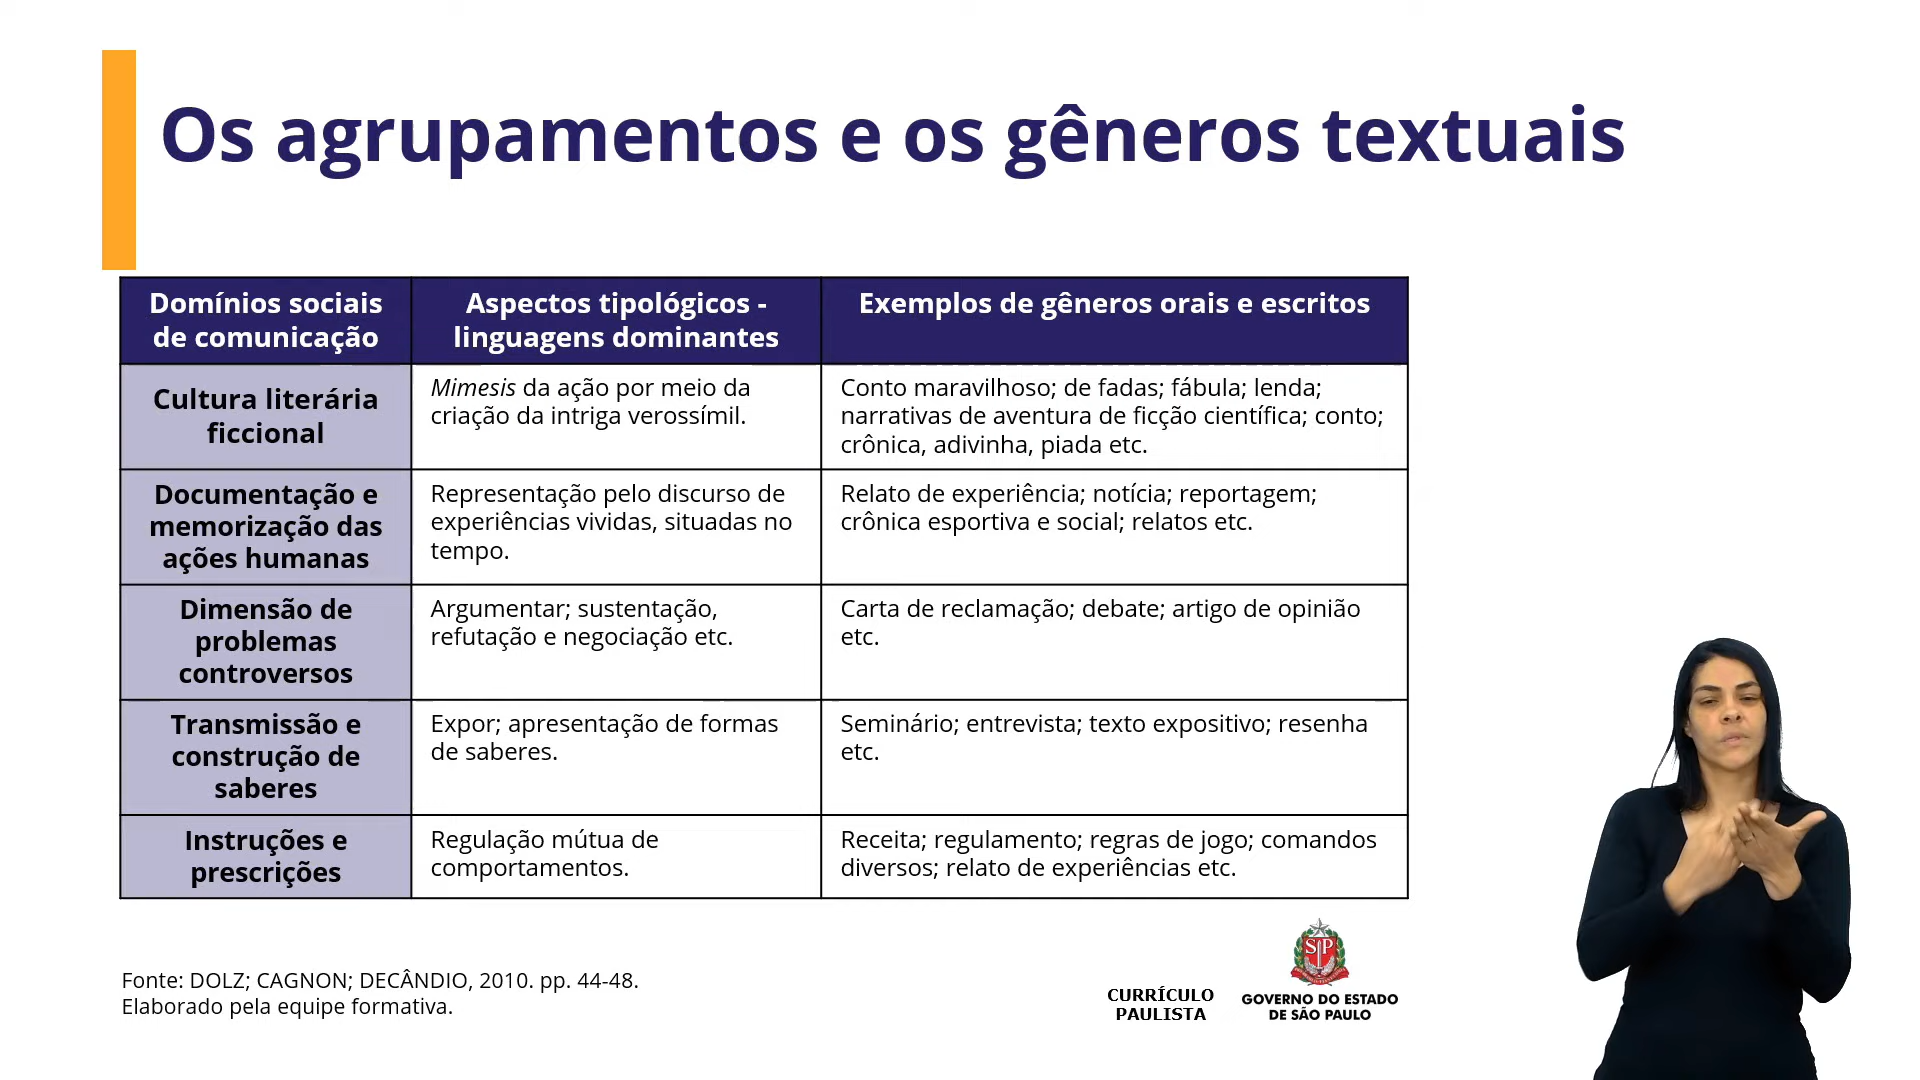 Os agrupamentos e os gêneros textuais
Domínios sociais
de comunicação
Aspectos tipológicos -
linguagens dominantes
Exemplos de gêneros orais e escritos
Cultura literária
ficcional
Mimesis da ação por meio da
criação da intriga verossímil.
Conto maravilhoso; de fadas; fábula; lenda;
narrativas de aventura de ficção científica; conto;
crônica, adivinha, piada etc.
Documentação e
memorização das
ações humanas
Representação pelo discurso de
experiências vividas, situadas no
tempo.
Relato de experiência; notícia; reportagem;
crônica esportiva e social; relatos etc.
Dimensão de
problemas
controversos
Argumentar; sustentação,
refutação e negociação etc.
Carta de reclamação; debate; artigo de opinião
etc.
Transmissão e
construção de
saberes
Expor; apresentação de formas
de saberes.
Seminário; entrevista; texto expositivo; resenha
etc.
Instruções e
prescrições
Regulação mútua de
comportamentos.
Receita; regulamento; regras de jogo; comandos
diversos; relato de experiências etc.
Fonte: DOLZ; CAGNON; DECÂNDIO, 2010. pp. 44-48.
Elaborado pela equipe formativa.
CURRÍCULO
PAULISTA
SP
GOVERNO DO ESTADO
DE SÃO PAULO